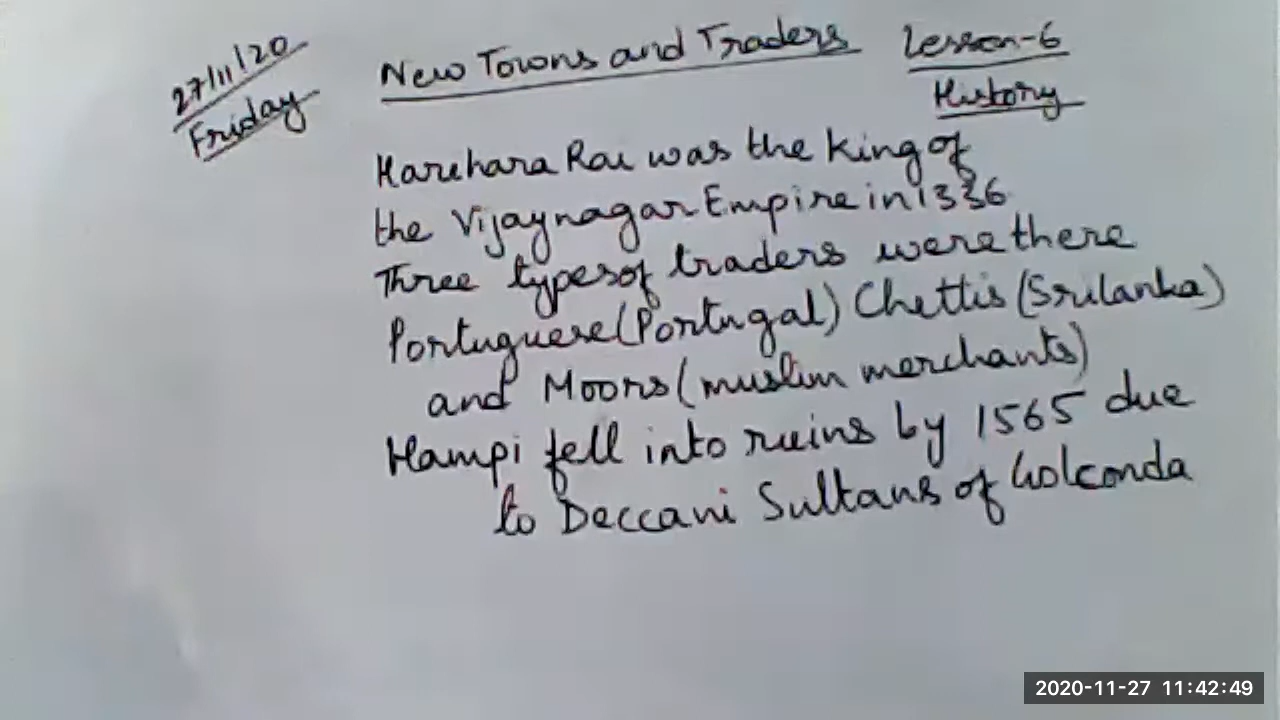 27/11/20
Friday
New Towns and Traders
Lesson-6
History
Harihara Rai was the king of
the Vijaynagar Empire in 1336
Three types of traders were there
Portuguese (Portugal) Chettis (Srilanka)
and Moors (muslim merchants)
Hampi fell into ruins by 1565 due
to Deccani Sultans of Golconda
2020-11-27 11:42:49